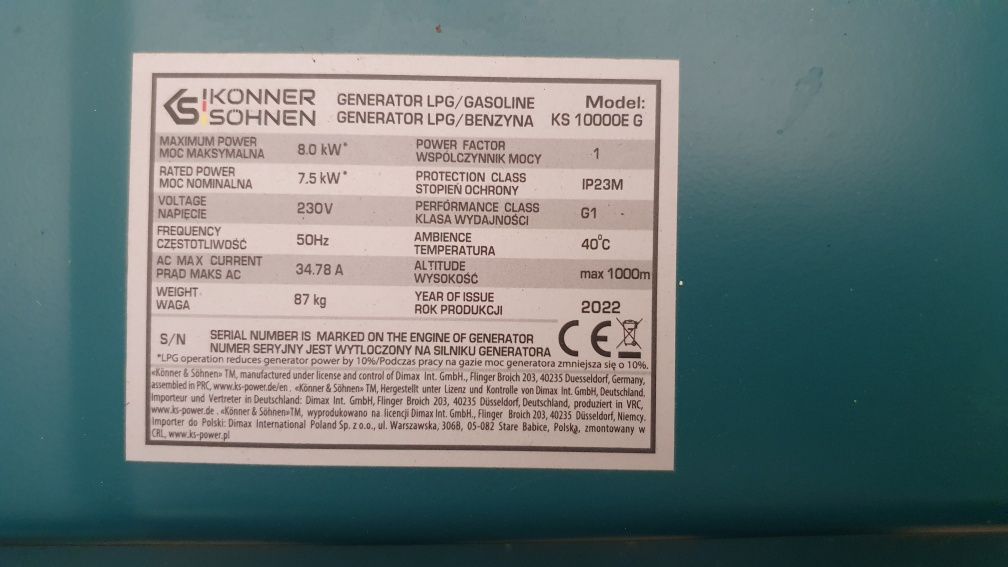 KS KÖNNER
SÖHNEN
GENERATOR LPG/GASOLINE
GENERATOR LPG/BENZYNA
Model:
KS 10000E G
MAXIMUM POWER
MOC MAKSYMALNA
8.0 kW*
POWER FACTOR
WSPÓLCZYNNIK MOCY
1
RATED POWER
MOC NOMINALNA
7.5 kW*
PROTECTION CLASS
STOPIEŃ OCHRONY
IP23M
VOLTAGE
NAPIĘCIE
230V
PERFORMANCE CLASS
KLASA WYDAJNOŚCI
G1
FREQUENCY
CZĘSTOTLIWOŚĆ
50Hz
AMBIENCE
TEMPERATURA
40°C
AC MAX CURRENT
PRĄD MAKS AC
34.78 A
ALTITUDE
WYSOKOŚĆ
max 1000m
WEIGHT
WAGA
87 kg
YEAR OF ISSUE
ROK PRODUKCJI
2022
S/N
SERIAL NUMBER IS MARKED ON THE ENGINE OF GENERATOR
NUMER SERYJNY JEST WYTŁOCZONY NA SILNIKU GENERATORA
CE
*LPG operation reduces generator power by 10%/Podczas pracy na gazie moc generatora zmniejsza się o 10%.
«Könner & Söhnen» TM, manufactured under license and control of Dimax Int. GmbH., Flinger Broich 203, 40235 Duesseldorf, Germany,
assembled in PRC, www.ks-power.de/en . «Könner & Söhnen» TM, Hergestellt unter Lizenz und Kontrolle von Dimax Int. GmbH, Deutschland,
Importeur und Vertreter in Deutschland: Dimax Int. GmbH, Flinger Broich 203, 40235 Düsseldorf, Deutschland, produziert in VRC,
www.ks-power.de . «Könner & Söhnen»TM, wyprodukowano na licencji Dimax Int. GmbH., Flinger Broich 203, 40235 Düsseldorf, Niemcy.
Importer do Polski: Dimax International Poland Sp. z o.o., ul. Warszawska, 306B, 05-082 Stare Babice, Polska, zmontowany w
CRL, www.ks-power.pl